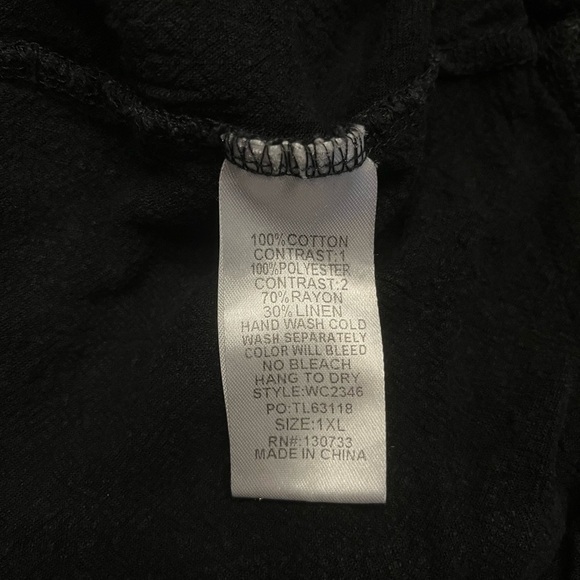 100%COTTON
CONTRAST:1
100%POLYESTER
CONTRAST:2
70%RAYON
30%LINEN
HAND WASH COLD
WASH SEPARATELY
COLOR WILL BLEED
NO BLEACH
HANG TO DRY
STYLE:WC2346
PO:TL63118
SIZE:1XL
RN#:130733
MADE IN CHINA